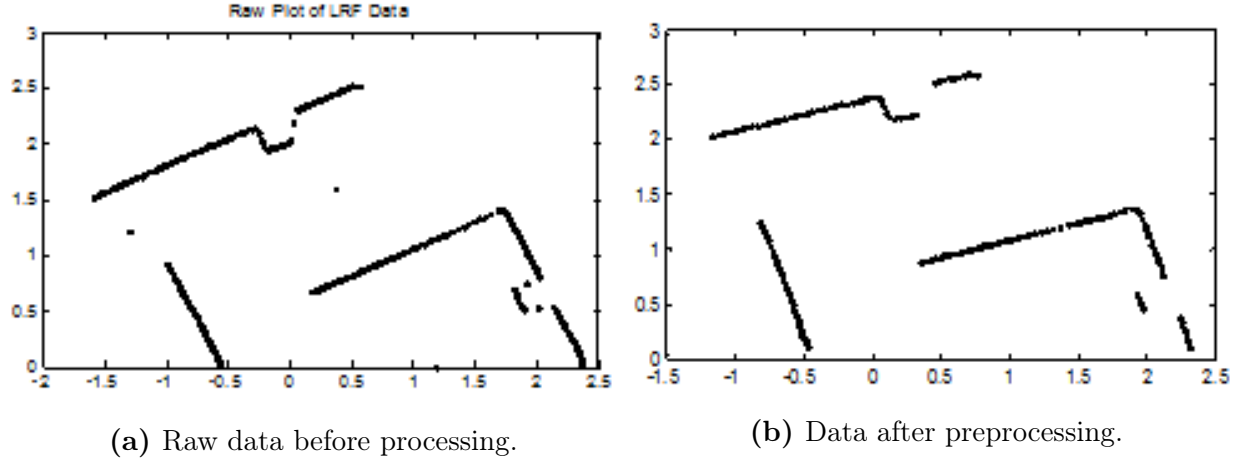 Raw Plot of LRF Data
3
2.5
2
1.5
1
0.5
0
-2 -1.5 -1 -0.5 0 0.5 1 1.5 2 2.5
(a) Raw data before processing.
3
2.5
2
1.5
1
0.5
0
-1.5 -1 -0.5 0 0.5 1 1.5 2 2.5
(b) Data after preprocessing.